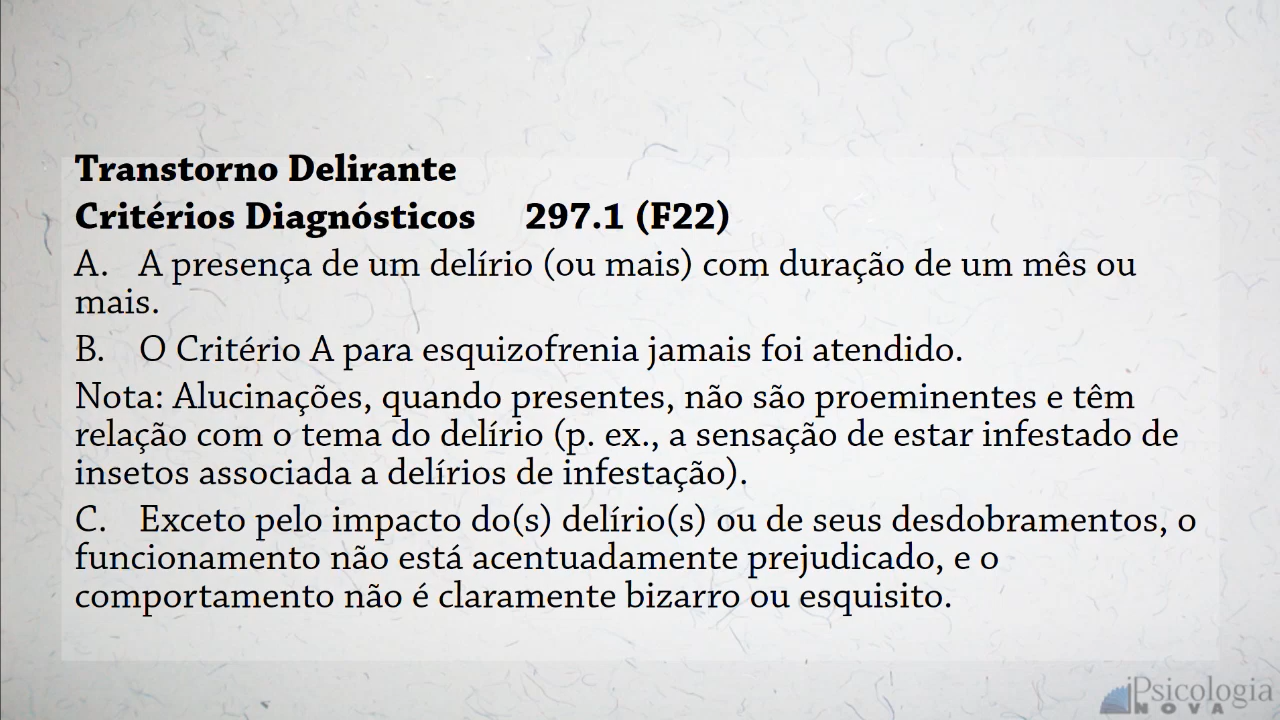 Transtorno Delirante
Critérios Diagnósticos 297.1 (F22)
A. A presença de um delírio (ou mais) com duração de um mês ou
mais.
B. O Critério A para esquizofrenia jamais foi atendido.
Nota: Alucinações, quando presentes, não são proeminentes e têm
relação com o tema do delírio (p. ex., a sensação de estar infestado de
insetos associada a delírios de infestação).
C. Exceto pelo impacto do(s) delírio(s) ou de seus desdobramentos, o
funcionamento não está acentuadamente prejudicado, e o
comportamento não é claramente bizarro ou esquisito.
Psicologia
NOVA